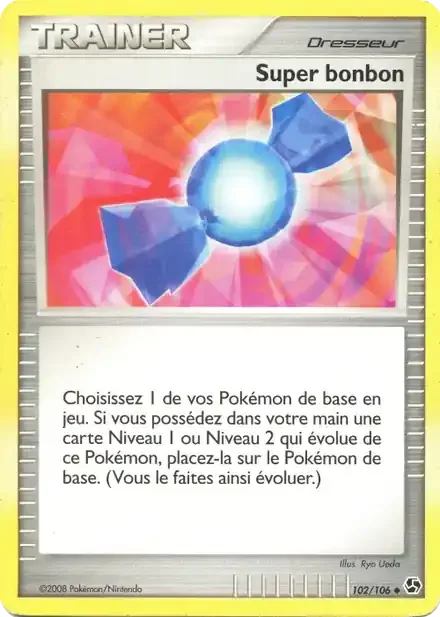 TRAINER
Dresseur
Super bonbon
Choisissez 1 de vos Pokémon de base en
jeu. Si vous possédez dans votre main une
carte Niveau 1 ou Niveau 2 qui évolue de
ce Pokémon, placez-la sur le Pokémon de
base. (Vous le faites ainsi évoluer.)
Illus. Ryo Ueda
©2008 Pokémon/Nintendo
102/106